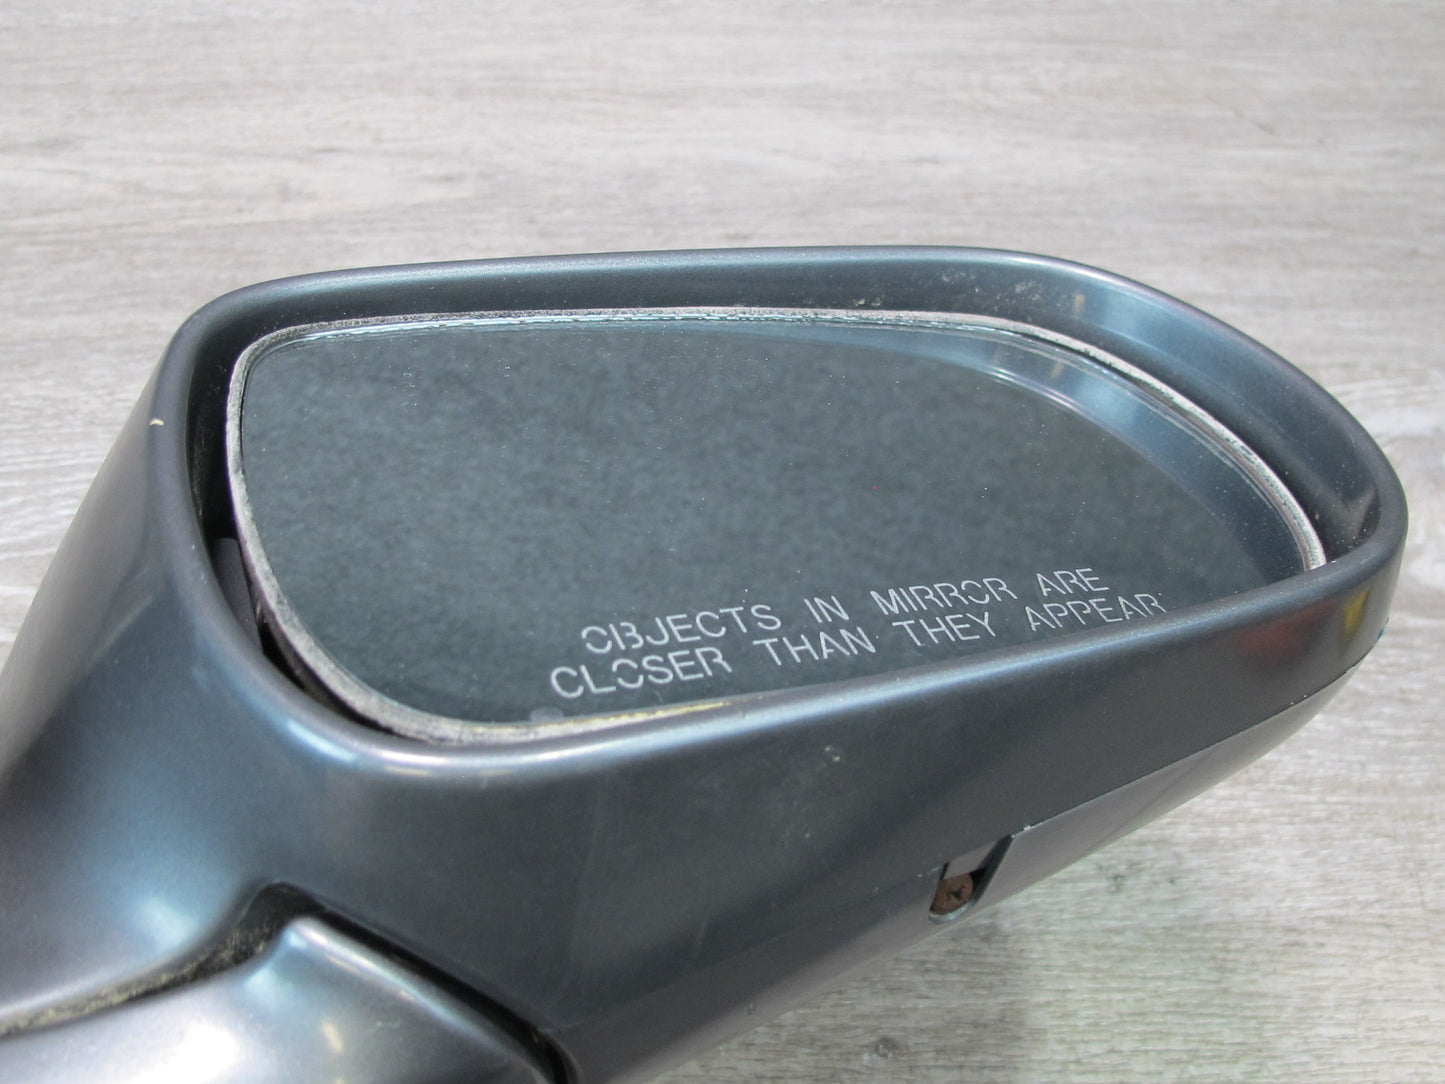 OBJECTS IN MIRROR ARE
CLOSER THAN THEY APPEAR